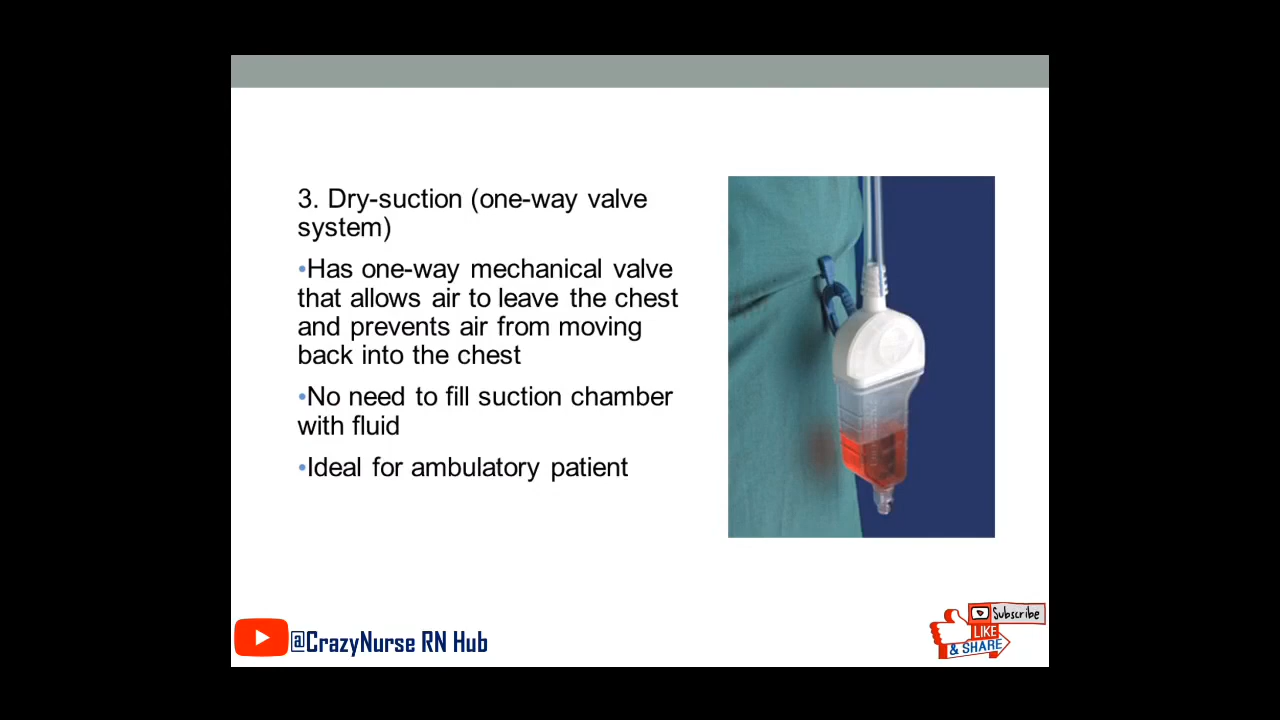 3. Dry-suction (one-way valve
system)
•Has one-way mechanical valve
that allows air to leave the chest
and prevents air from moving
back into the chest
•No need to fill suction chamber
with fluid
•Ideal for ambulatory patient
@CrazyNurse RN Hub
Subscribe
LIKE
& SHARE